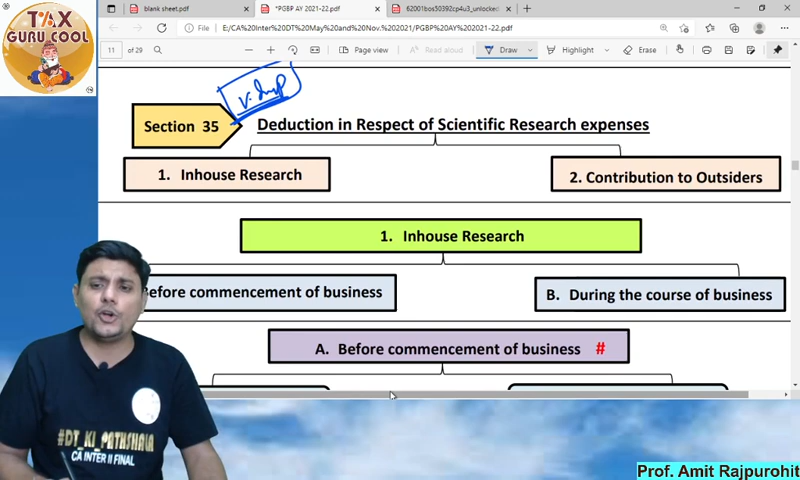 TAX
GURU COOL
blank sheet.pdf
*PGBP AY 2021-22.pdf
62001bos50392cp4u3_unlocked
E:/CA%20Inter%20DT%20May%20and%20Nov.%202021/PGBP%20AY%202021-22.pdf
11 of 29
Page view
Read aloud
Draw
Highlight
Erase
V. Imp
Section 35
Deduction in Respect of Scientific Research expenses
1. Inhouse Research
2. Contribution to Outsiders
1. Inhouse Research
Before commencement of business
B. During the course of business
A. Before commencement of business #
#DT_KI_PATHSHALA
CA INTER II FINAL
Prof. Amit Rajpurohit